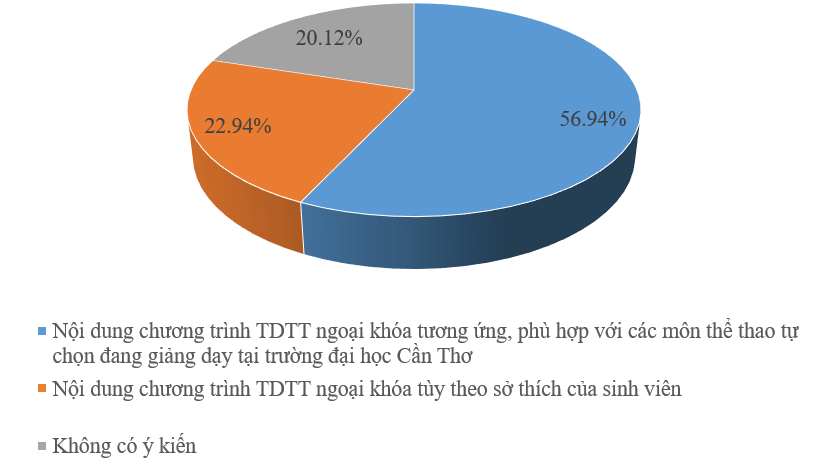 20.12%
56.94%
22.94%
Nội dung chương trình TDTT ngoại khóa tương ứng, phù hợp với các môn thể thao tự
chọn đang giảng dạy tại trường đại học Cần Thơ
Nội dung chương trình TDTT ngoại khóa tùy theo sở thích của sinh viên
Không có ý kiến